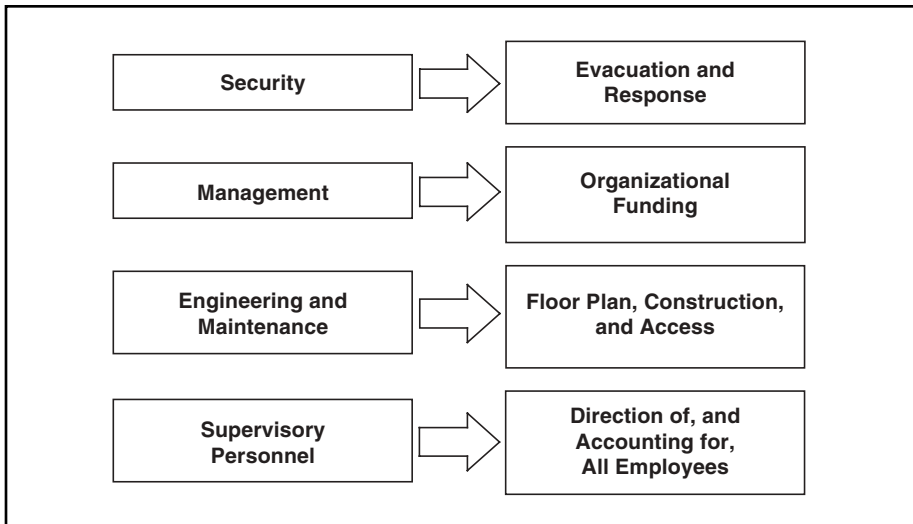 Security
Evacuation and
Response
Management
Organizational
Funding
Engineering and
Maintenance
Floor Plan, Construction,
and Access
Supervisory
Personnel
Direction of, and
Accounting for,
All Employees